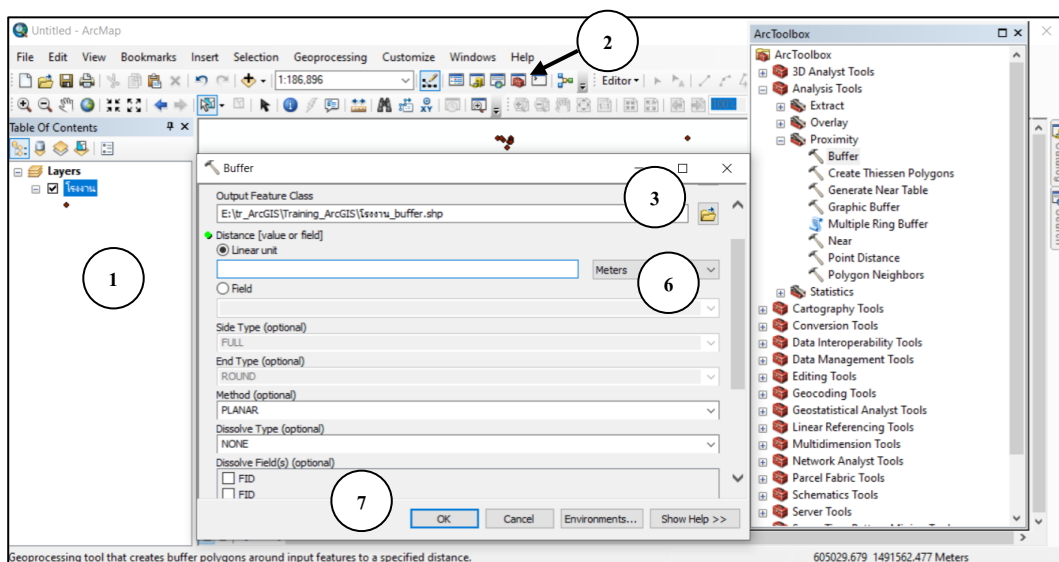 Untitled - ArcMap
File Edit View Bookmarks Insert Selection Geoprocessing Customize Windows Help
2
1:186,896
Editor
Table Of Contents
Layers
โรงงาน
1
Buffer
Output Feature Class
E:\tr_ArcGIS\Training_ArcGIS\โรงงาน_buffer.shp
3
Distance [value or field]
Linear unit
Meters
6
Field
Side Type (optional)
FULL
End Type (optional)
ROUND
Method (optional)
PLANAR
Dissolve Type (optional)
NONE
Dissolve Field(s) (optional)
FID
FID
7
OK Cancel Environments... Show Help >>
ArcToolbox
ArcToolbox
3D Analyst Tools
Analysis Tools
Extract
Overlay
Proximity
Buffer
Create Thiessen Polygons
Generate Near Table
Graphic Buffer
Multiple Ring Buffer
Near
Point Distance
Polygon Neighbors
Statistics
Cartography Tools
Conversion Tools
Data Interoperability Tools
Data Management Tools
Editing Tools
Geocoding Tools
Geostatistical Analyst Tools
Linear Referencing Tools
Multidimension Tools
Network Analyst Tools
Parcel Fabric Tools
Schematics Tools
Server Tools
Geoprocessing tool that creates buffer polygons around input features to a specified distance.
605029.679 1491562.477 Meters